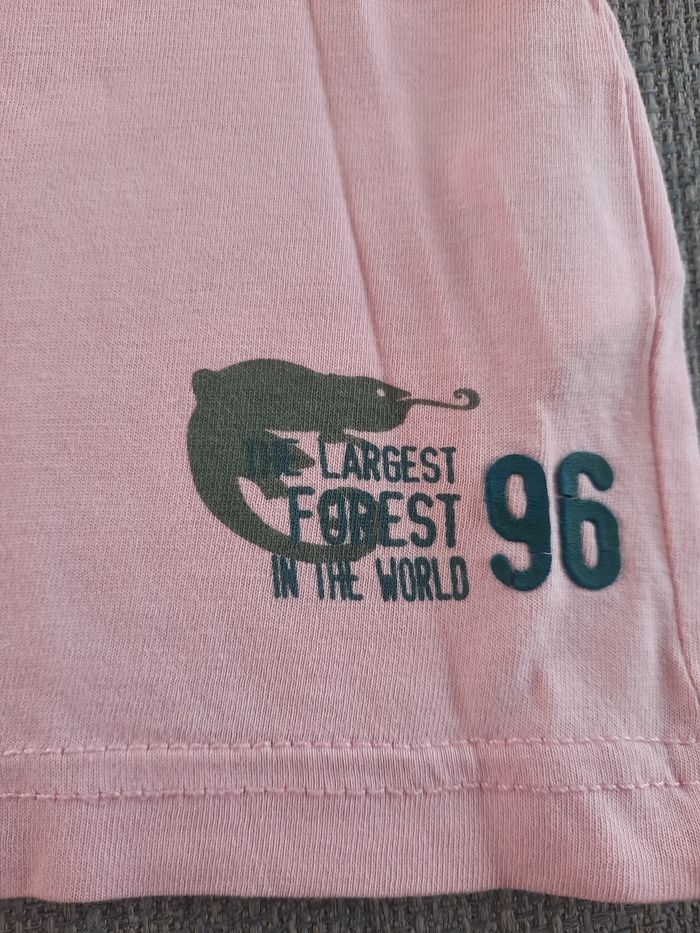 THE LARGEST
FOREST
IN THE WORLD
96